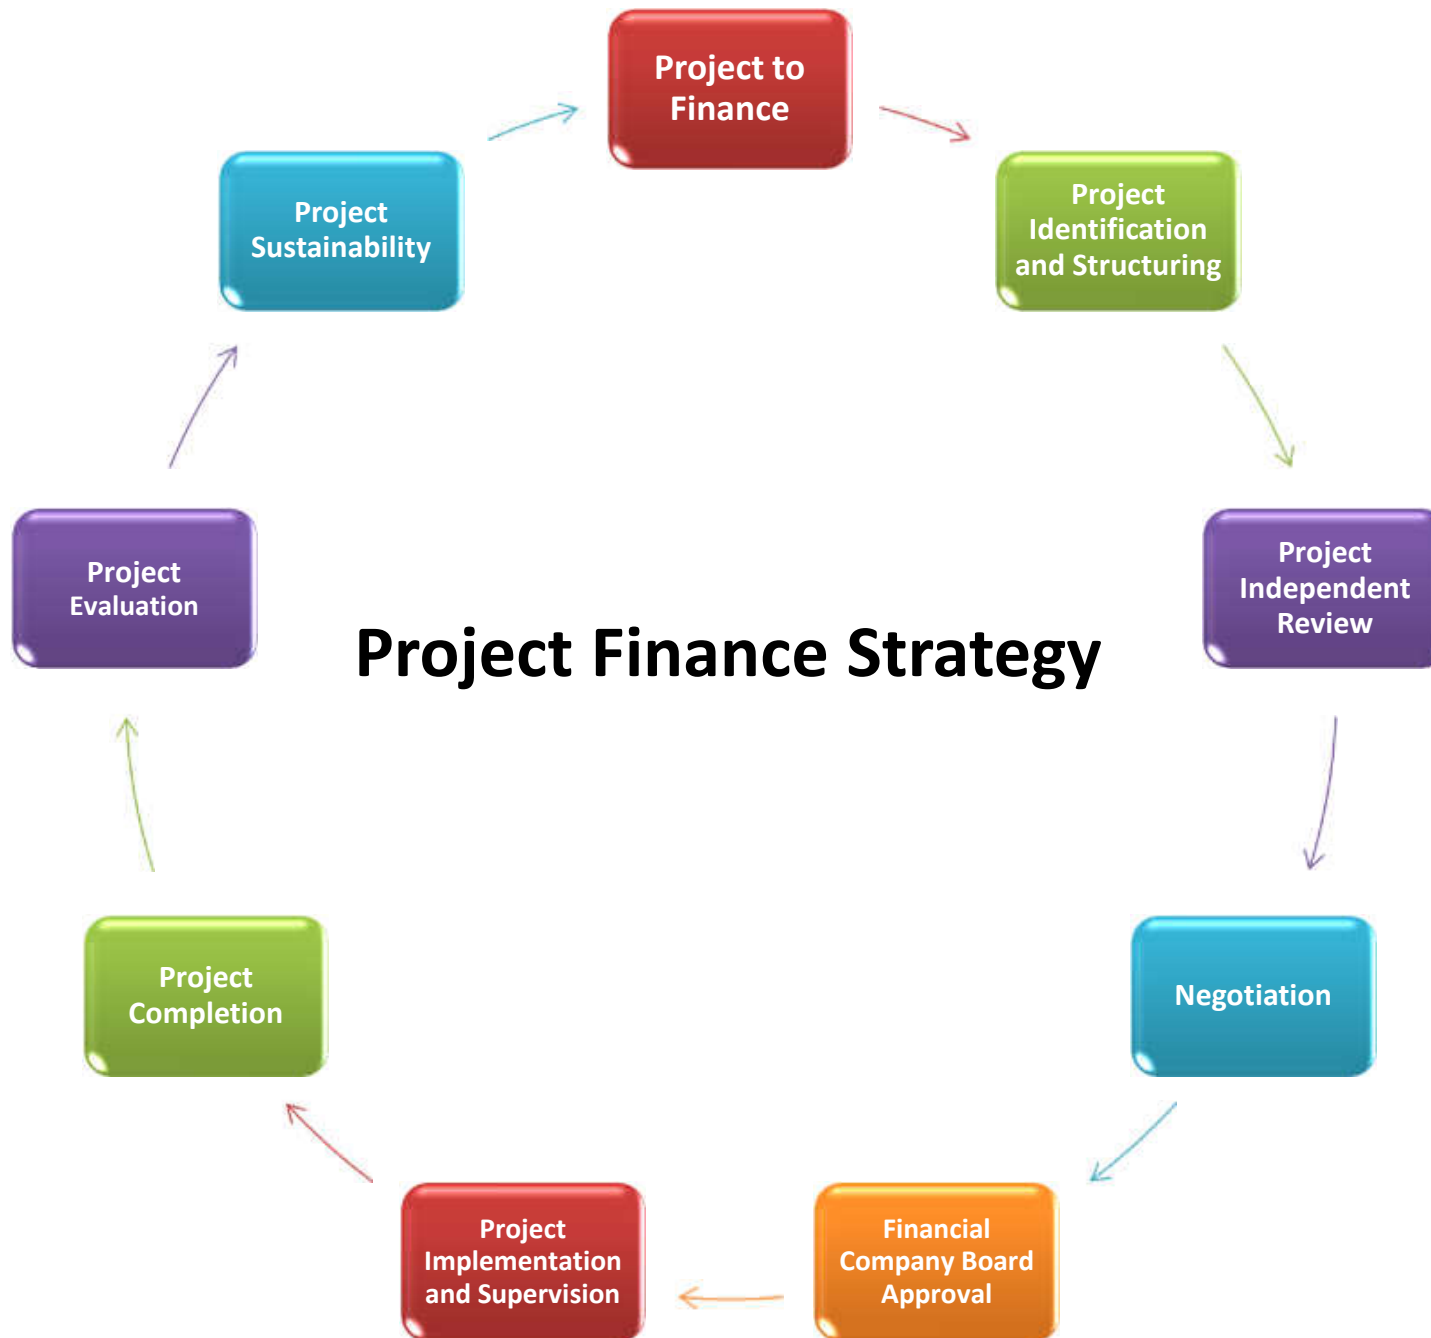 Project to
Finance
Project
Identification
and Structuring
Project
Independent
Review
Negotiation
Financial
Company Board
Approval
Project
Implementation
and Supervision
Project
Completion
Project
Evaluation
Project
Sustainability
Project Finance Strategy